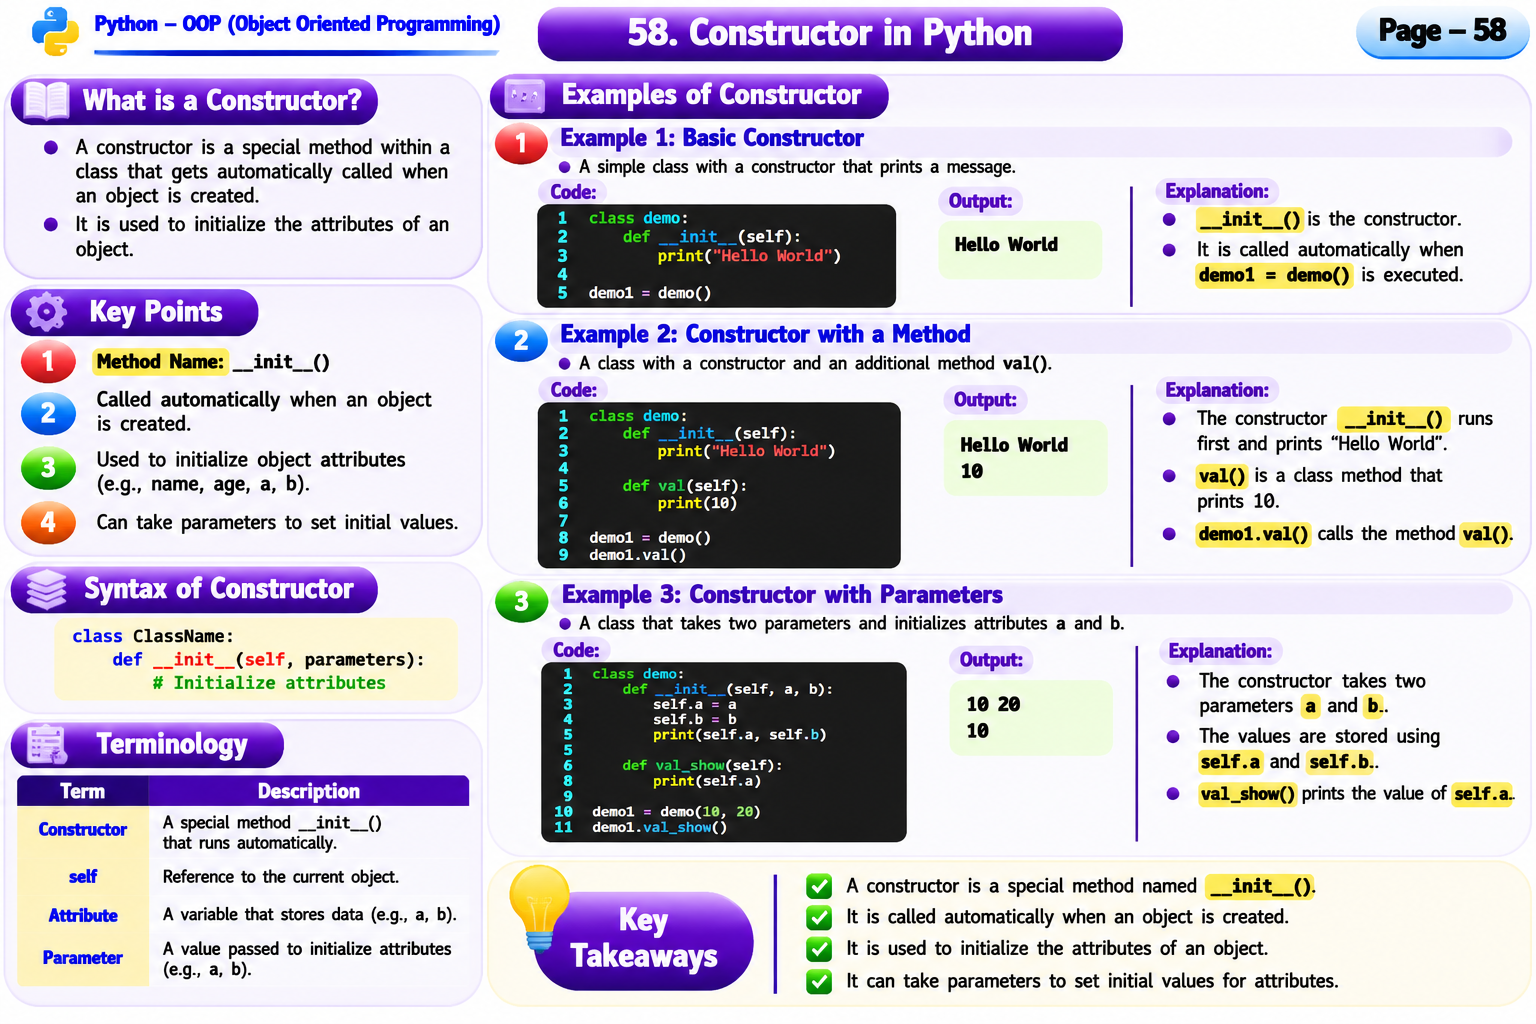 Python – OOP (Object Oriented Programming)
58. Constructor in Python
Page – 58
What is a Constructor?
A constructor is a special method within a
class that gets automatically called when
an object is created.
It is used to initialize the attributes of an
object.
Key Points
1 Method Name: __init__()
2 Called automatically when an object
is created.
3 Used to initialize object attributes
(e.g., name, age, a, b).
4 Can take parameters to set initial values.
Syntax of Constructor
class ClassName:
    def __init__(self, parameters):
        # Initialize attributes
Terminology
Term Description
Constructor A special method __init__()
that runs automatically.
self Reference to the current object.
Attribute A variable that stores data (e.g., a, b).
Parameter A value passed to initialize attributes
(e.g., a, b).
Examples of Constructor
1 Example 1: Basic Constructor
A simple class with a constructor that prints a message.
Code:
1 class demo:
2     def __init__(self):
3         print("Hello World")
4
5 demo1 = demo()
Output:
Hello World
Explanation:
__init__() is the constructor.
It is called automatically when
demo1 = demo() is executed.
2 Example 2: Constructor with a Method
A class with a constructor and an additional method val().
Code:
1 class demo:
2     def __init__(self):
3         print("Hello World")
4
5     def val(self):
6         print(10)
7
8 demo1 = demo()
9 demo1.val()
Output:
Hello World
10
Explanation:
The constructor __init__() runs
first and prints “Hello World”.
val() is a class method that
prints 10.
demo1.val() calls the method val().
3 Example 3: Constructor with Parameters
A class that takes two parameters and initializes attributes a and b.
Code:
1 class demo:
2     def __init__(self, a, b):
3         self.a = a
4         self.b = b
5         print(self.a, self.b)
5
6     def val_show(self):
8         print(self.a)
9
10 demo1 = demo(10, 20)
11 demo1.val_show()
Output:
10 20
10
Explanation:
The constructor takes two
parameters a and b..
The values are stored using
self.a and self.b..
val_show() prints the value of self.a..
Key
Takeaways
A constructor is a special method named __init__().
It is called automatically when an object is created.
It is used to initialize the attributes of an object.
It can take parameters to set initial values for attributes.